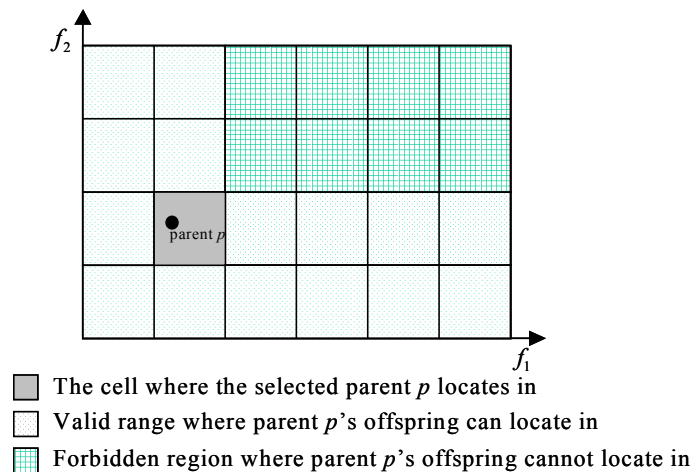 f2
parent p
f1
The cell where the selected parent p locates in
Valid range where parent p's offspring can locate in
Forbidden region where parent p's offspring cannot locate in